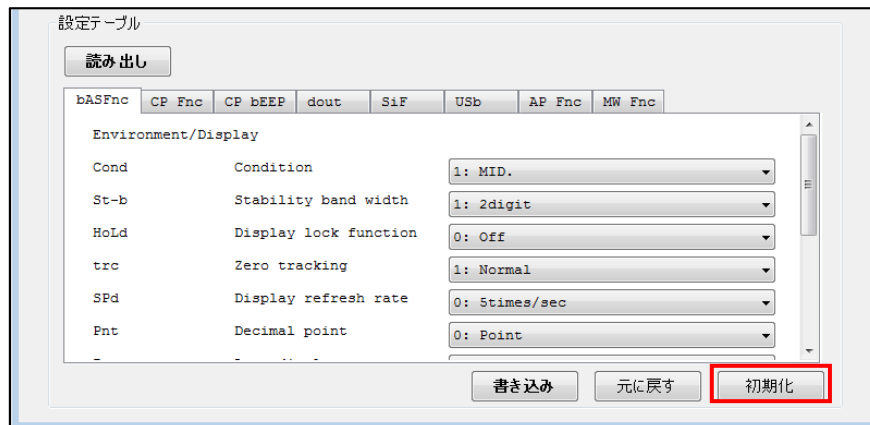 設定テーブル
読み出し
bASFnc CP Fnc CP bEEP dout SiF USb AP Fnc MW Fnc
Environment/Display
Cond Condition 1: MID.
St-b Stability band width 1: 2digit
HoLd Display lock function 0: Off
trc Zero tracking 1: Normal
SPd Display refresh rate 0: 5times/sec
Pnt Decimal point 0: Point
書き込み 元に戻す 初期化